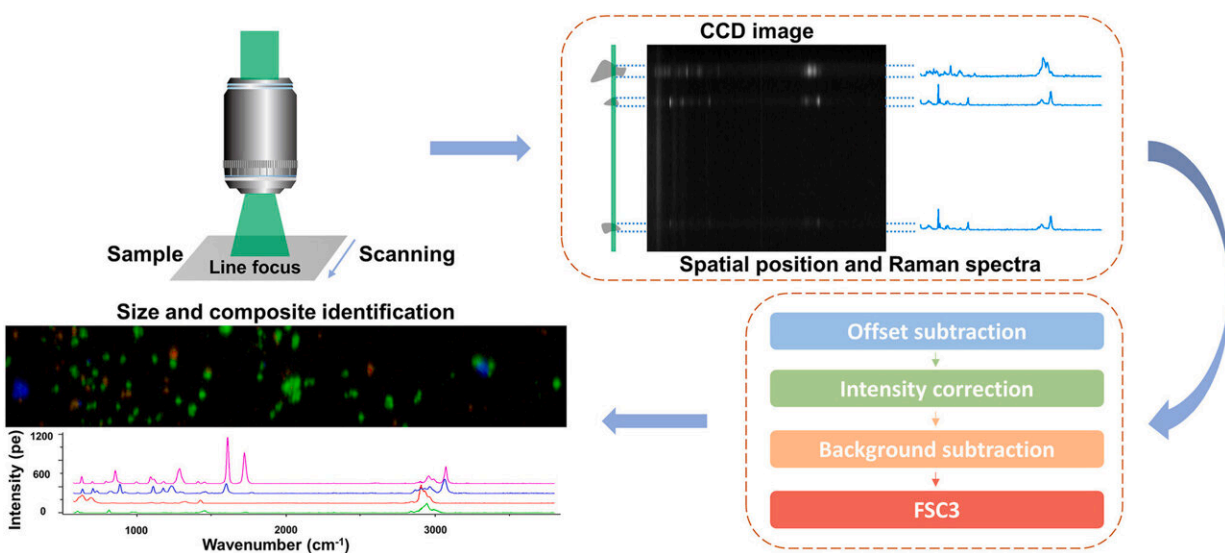 CCD image
Sample
Line focus
Scanning
Spatial position and Raman spectra
Offset subtraction
Intensity correction
Background subtraction
FSC3
Size and composite identification
Intensity (pe)
1200
600
0
1000
2000
3000
Wavenumber (cm⁻¹)